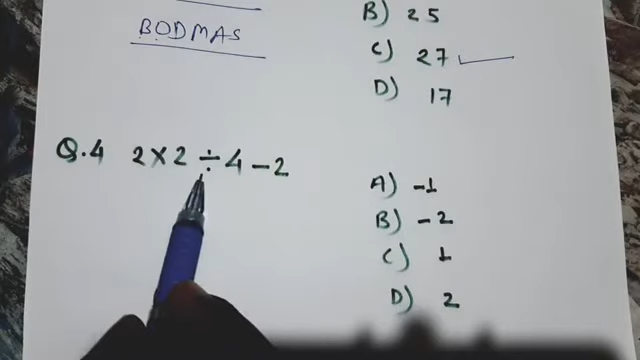 BODMAS
B) 25
C) 27
D) 17
Q.4 2×2÷4-2
A) -1
B) -2
C) 1
D) 2